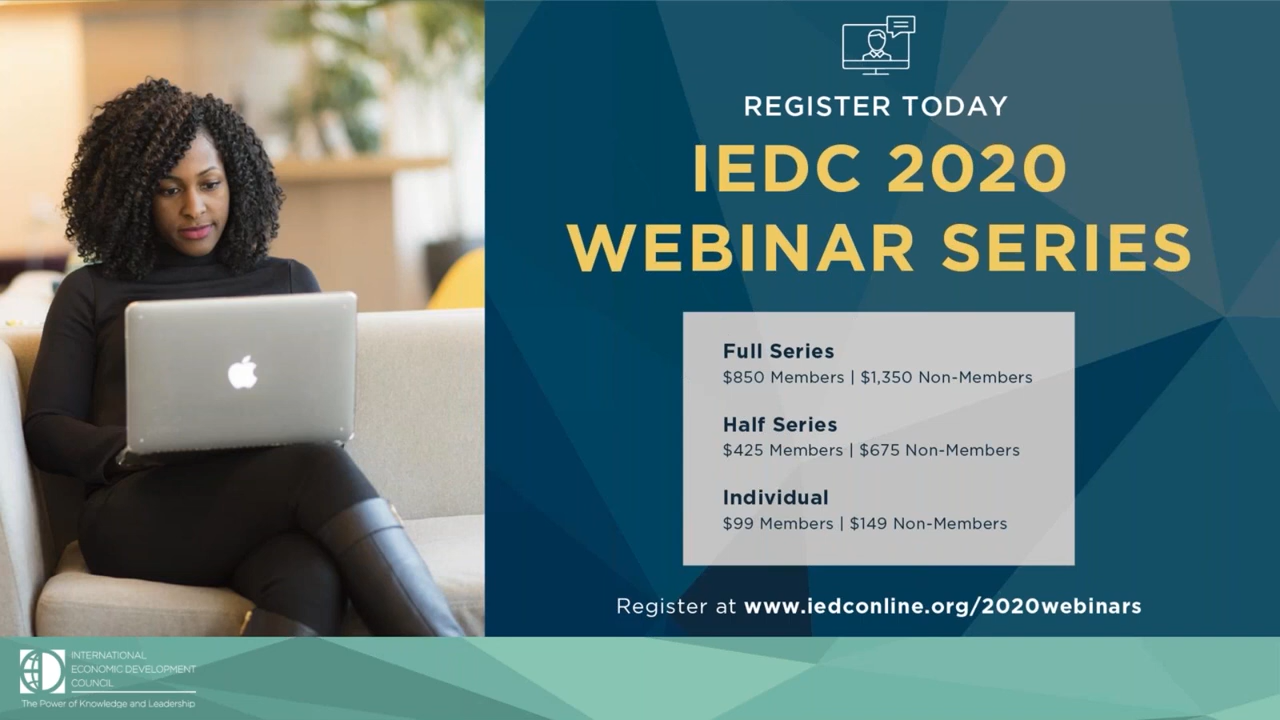 REGISTER TODAY
IEDC 2020
WEBINAR SERIES
Full Series
$850 Members | $1,350 Non-Members
Half Series
$425 Members | $675 Non-Members
Individual
$99 Members | $149 Non-Members
Register at www.iedconline.org/2020webinars
INTERNATIONAL
ECONOMIC DEVELOPMENT
COUNCIL
The Power of Knowledge and Leadership